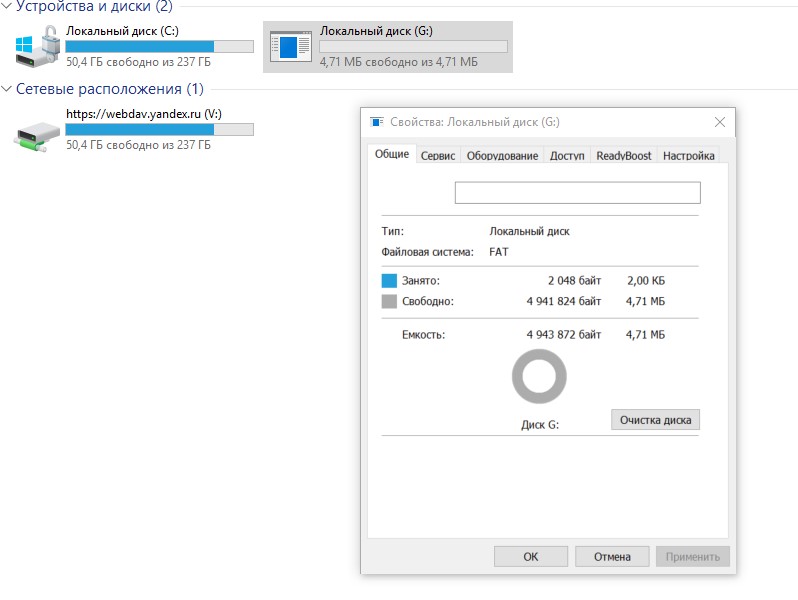 Устройства и диски (2)
Локальный диск (C:)
50,4 ГБ свободно из 237 ГБ
Локальный диск (G:)
4,71 МБ свободно из 4,71 МБ
Сетевые расположения (1)
https://webdav.yandex.ru (V:)
50,4 ГБ свободно из 237 ГБ
Свойства: Локальный диск (G:)
Общие Сервис Оборудование Доступ ReadyBoost Настройка
Тип: Локальный диск
Файловая система: FAT
Занято: 2 048 байт 2,00 КБ
Свободно: 4 941 824 байт 4,71 МБ
Емкость: 4 943 872 байт 4,71 МБ
Диск G:
Очистка диска
ОК Отмена Применить